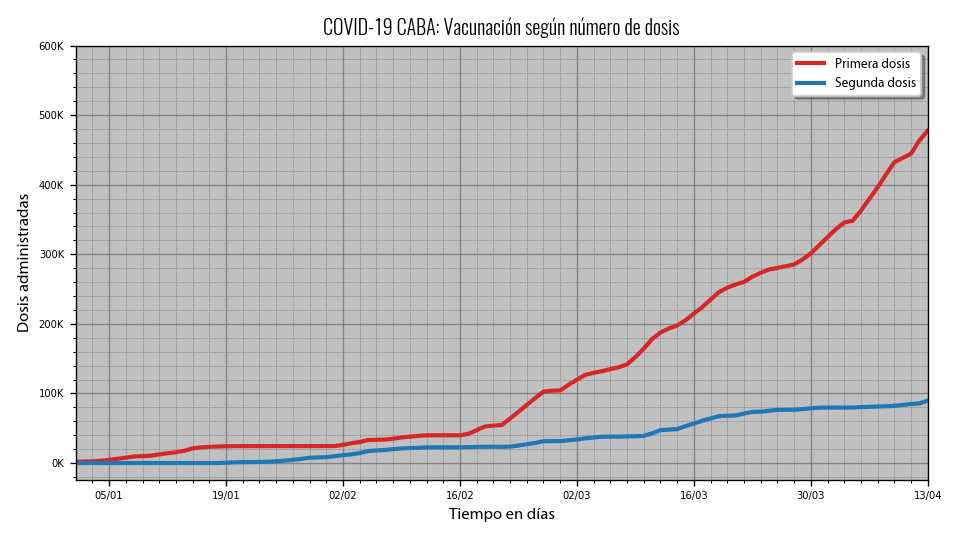 COVID-19 CABA: Vacunación según número de dosis
600K
500K
400K
300K
200K
100K
0K
Dosis administradas
Primera dosis
Segunda dosis
05/01 19/01 02/02 16/02 02/03 16/03 30/03 13/04
Tiempo en días